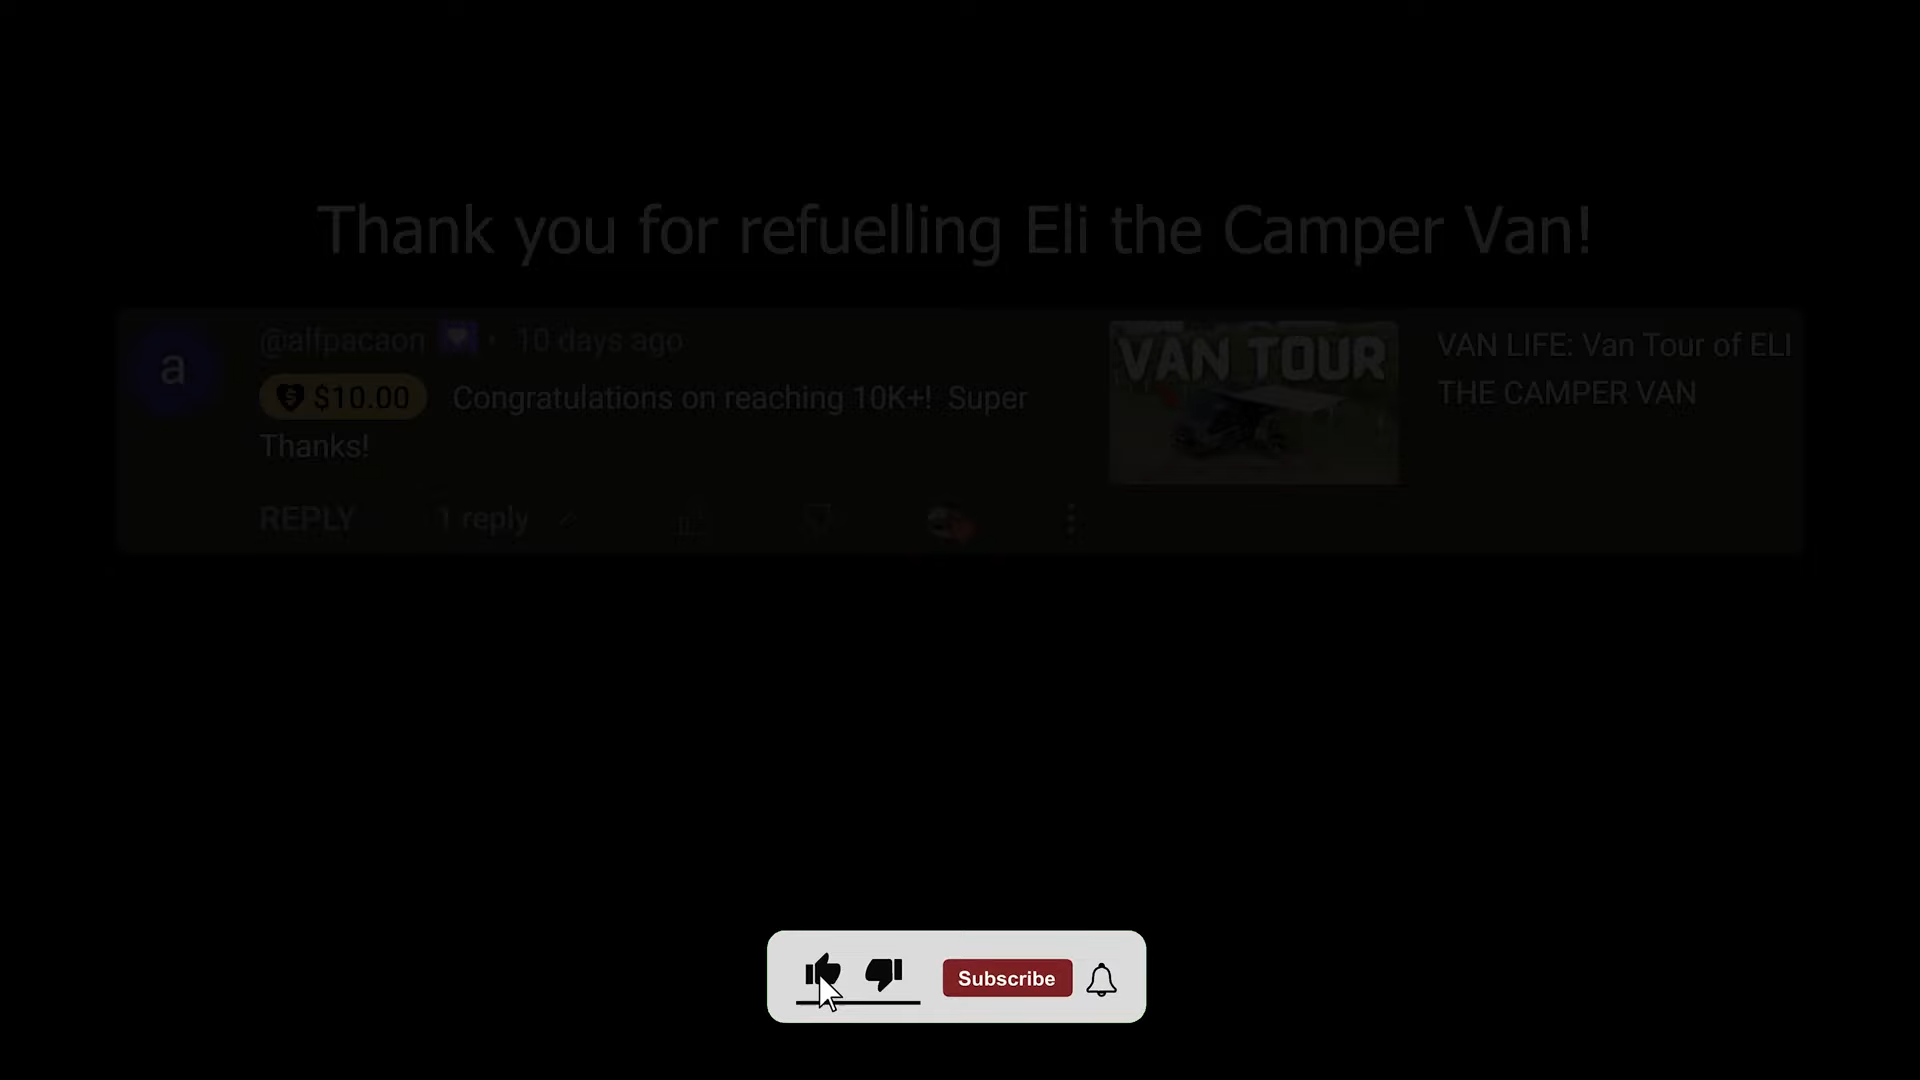 Thank you for refuelling Eli the Camper Van!
@alfpacaon • 10 days ago
a
$10.00 Congratulations on reaching 10K+! Super
Thanks!
REPLY 1 reply
VAN TOUR
VAN LIFE: Van Tour of ELI
THE CAMPER VAN
Subscribe